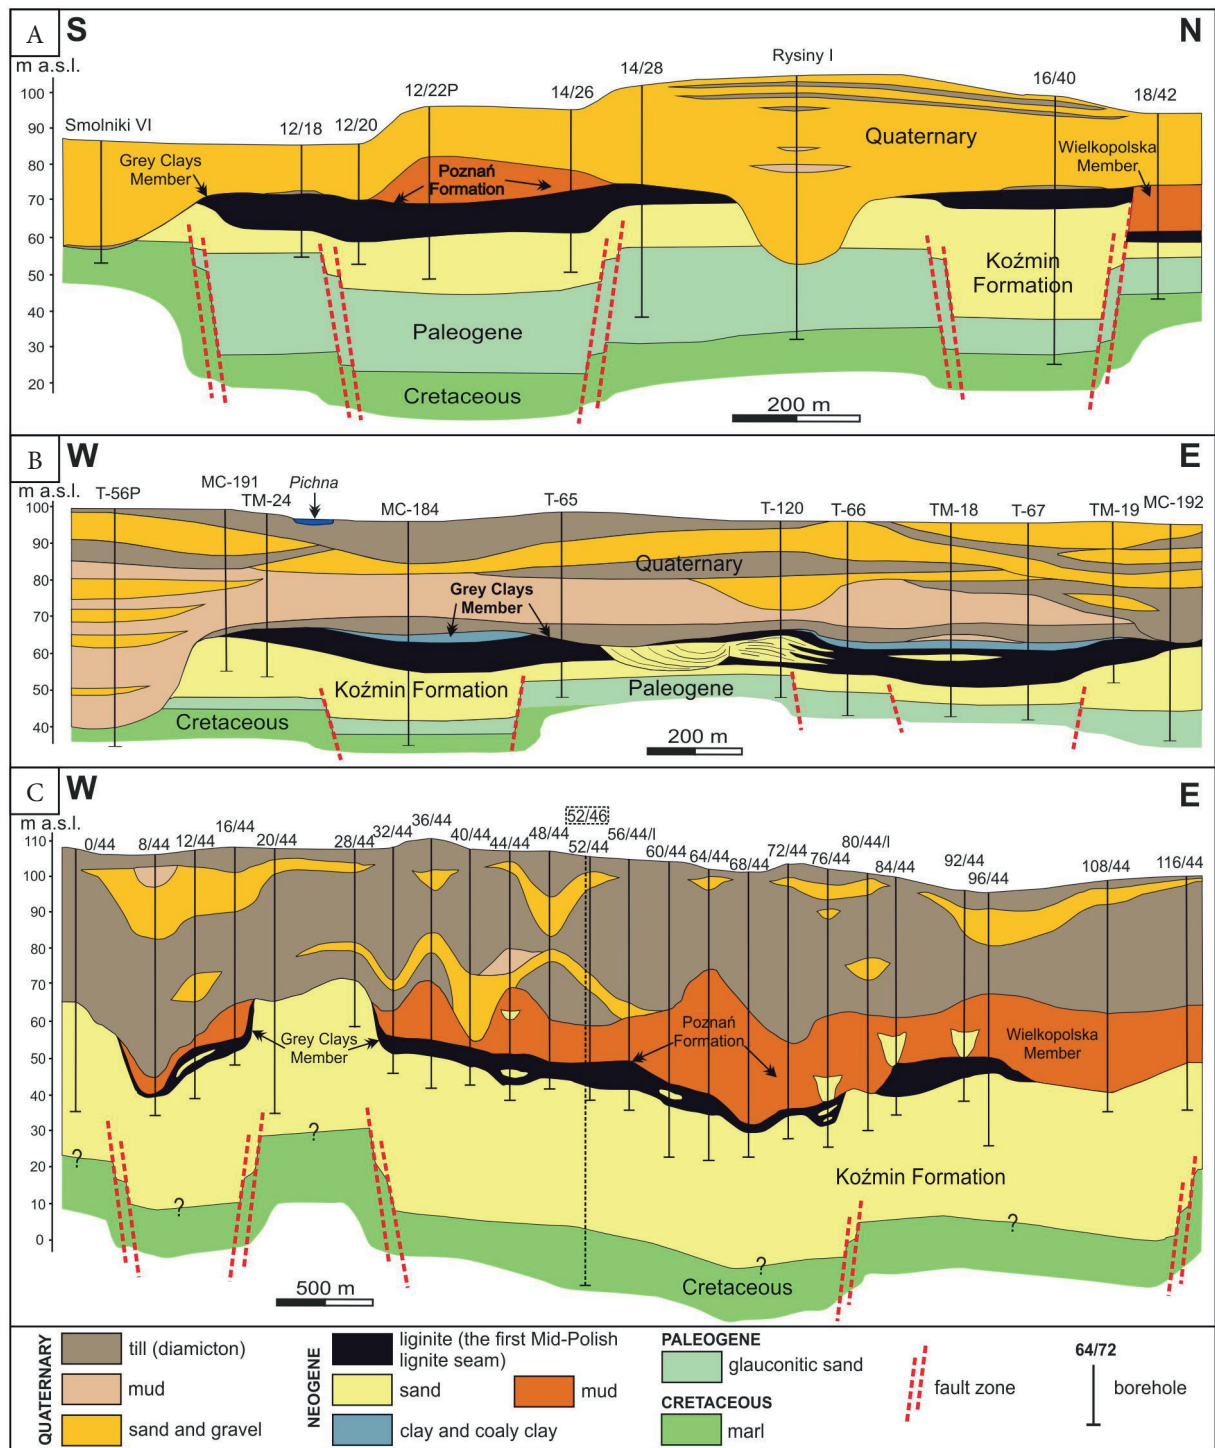 A
S
N
m a.s.l.
100
90
80
70
60
50
40
30
20
Smolniki VI
12/18
12/20
12/22P
14/26
14/28
Rysiny I
16/40
18/42
Grey Clays
Member
Poznań
Formation
Quaternary
Wielkopolska
Member
Koźmin
Formation
Paleogene
Cretaceous
200 m
B
W
E
m a.s.l.
100
90
80
70
60
50
40
T-56P
MC-191
TM-24
Pichna
MC-184
T-65
T-120
T-66
TM-18
T-67
TM-19
MC-192
Quaternary
Grey Clays
Member
Koźmin Formation
Paleogene
Cretaceous
200 m
C
W
E
m a.s.l.
110
100
90
80
70
60
50
40
30
20
10
0
0/44
8/44
12/44
16/44
20/44
28/44
32/44
36/44
40/44
44/44
48/44
52/46
52/44
56/44/I
60/44
64/44
68/44
72/44
76/44
80/44/I
84/44
92/44
96/44
108/44
116/44
Grey Clays
Member
Poznań
Formation
Wielkopolska
Member
Koźmin Formation
?
?
?
?
?
Cretaceous
500 m
QUATERNARY
till (diamicton)
mud
sand and gravel
NEOGENE
liginite (the first Mid-Polish
lignite seam)
sand
mud
clay and coaly clay
PALEOGENE
glauconitic sand
CRETACEOUS
marl
fault zone
64/72
borehole